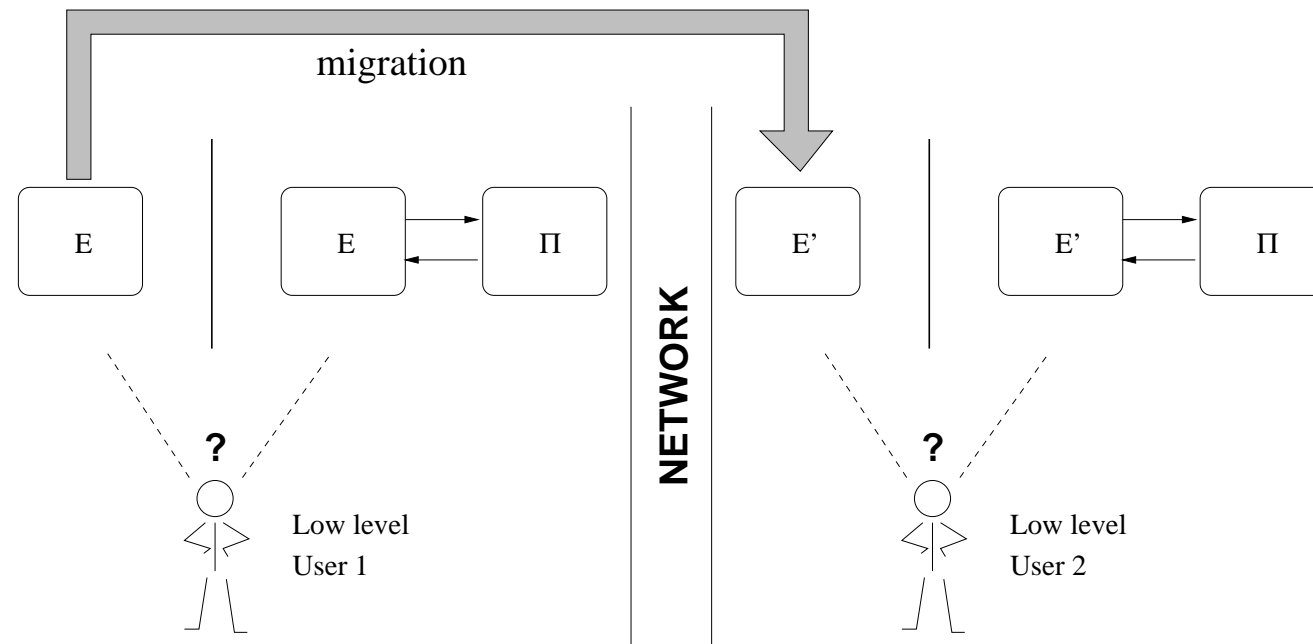 migration
E
E
Π
NETWORK
E'
E'
Π
?
Low level
User 1
?
Low level
User 2